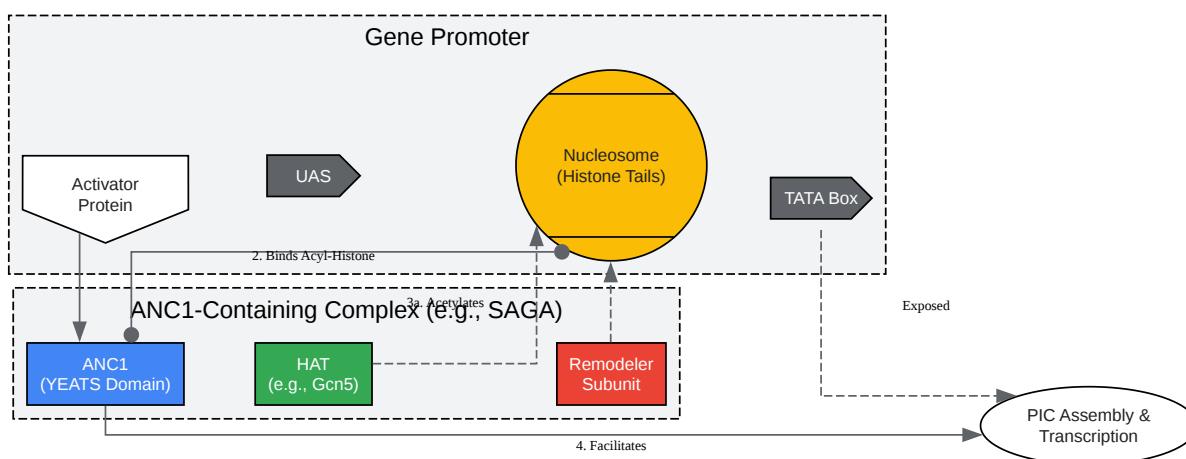 Gene Promoter
Activator
Protein
UAS
Nucleosome
(Histone Tails)
TATA Box
2. Binds Acyl-Histone
3a. Acetylates
ANC1-Containing Complex (e.g., SAGA)
Exposed
ANC1
(YEATS Domain)
HAT
(e.g., Gcn5)
Remodeler
Subunit
PIC Assembly &
Transcription
4. Facilitates